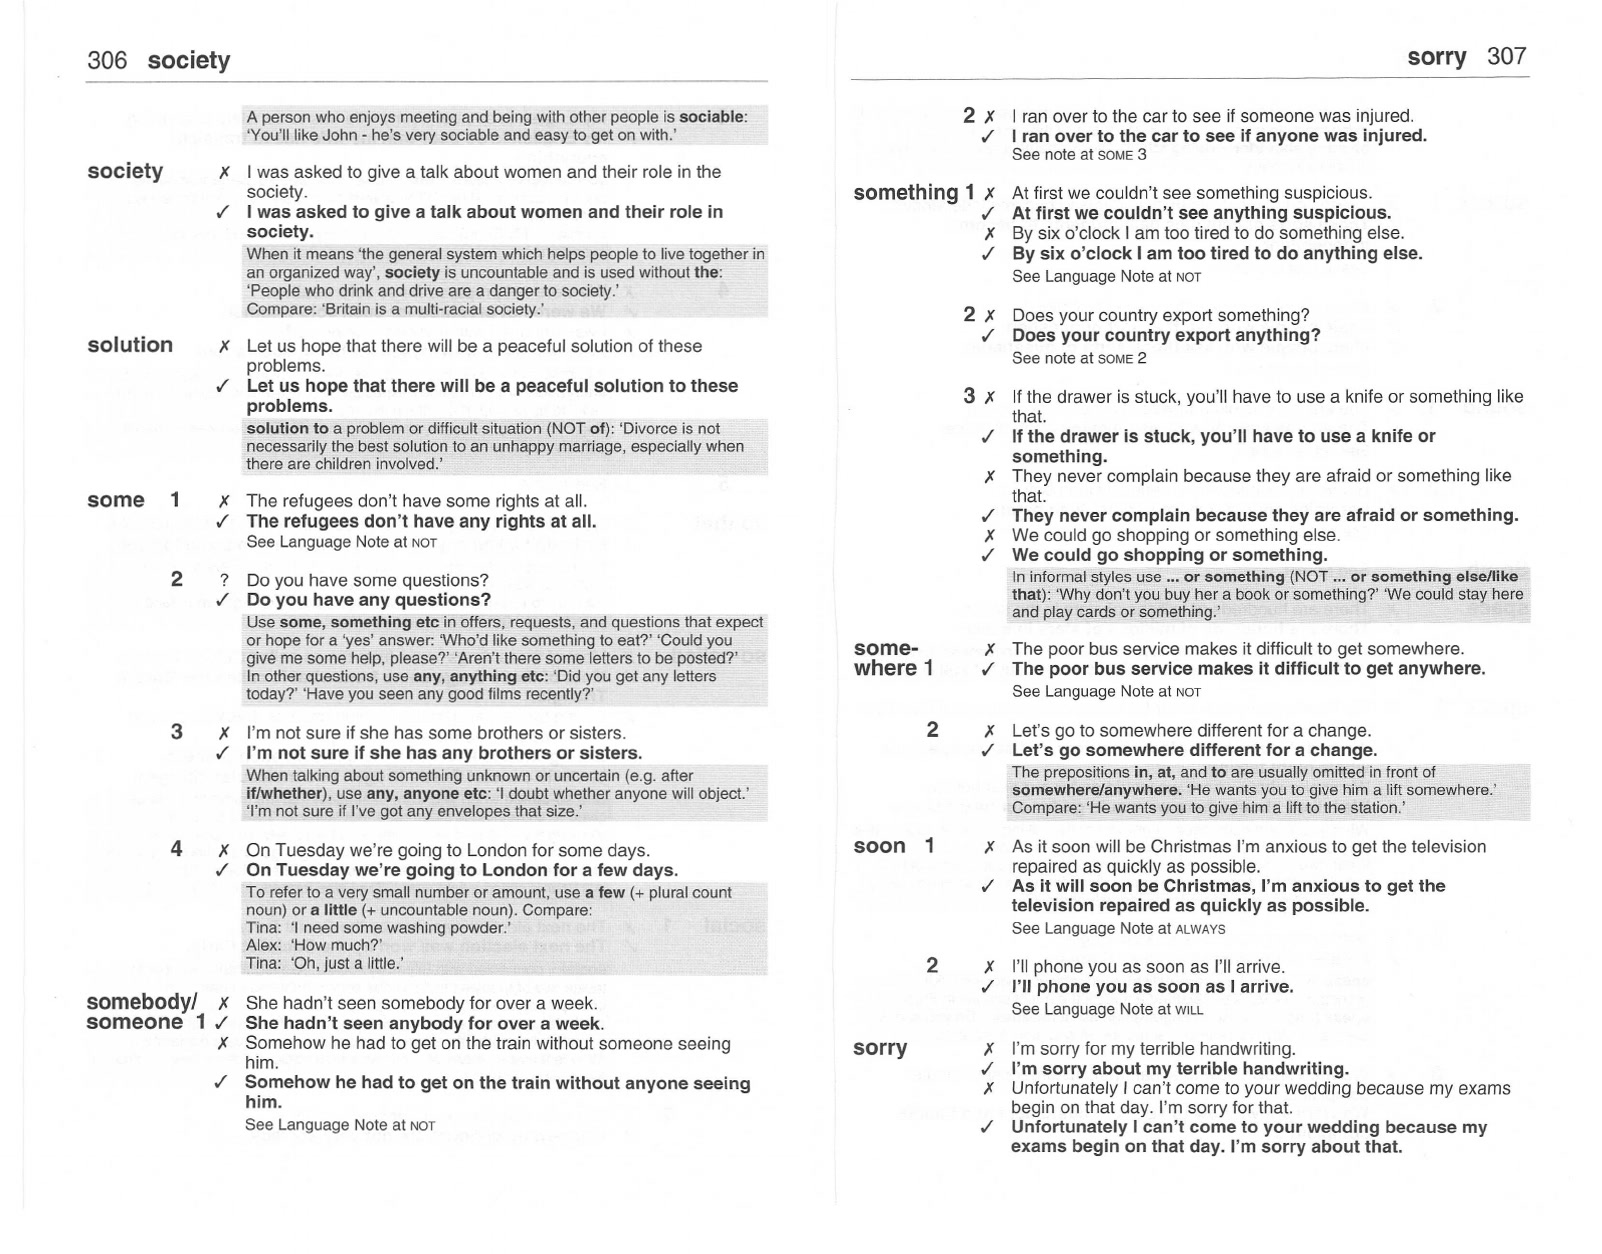 306 society
A person who enjoys meeting and being with other people is sociable:
‘You'll like John - he's very sociable and easy to get on with.’
society ✗ I was asked to give a talk about women and their role in the
society.
✓ I was asked to give a talk about women and their role in
society.
When it means ‘the general system which helps people to live together in
an organized way’, society is uncountable and is used without the:
‘People who drink and drive are a danger to society.’
Compare: ‘Britain is a multi-racial society.’
solution ✗ Let us hope that there will be a peaceful solution of these
problems.
✓ Let us hope that there will be a peaceful solution to these
problems.
solution to a problem or difficult situation (NOT of): ‘Divorce is not
necessarily the best solution to an unhappy marriage, especially when
there are children involved.’
some 1 ✗ The refugees don't have some rights at all.
✓ The refugees don't have any rights at all.
See Language Note at NOT
2 ? Do you have some questions?
✓ Do you have any questions?
Use some, something etc in offers, requests, and questions that expect
or hope for a ‘yes’ answer: ‘Who'd like something to eat?’ ‘Could you
give me some help, please?’ ‘Aren't there some letters to be posted?’
In other questions, use any, anything etc: ‘Did you get any letters
today?’ ‘Have you seen any good films recently?’
3 ✗ I'm not sure if she has some brothers or sisters.
✓ I'm not sure if she has any brothers or sisters.
When talking about something unknown or uncertain (e.g. after
if/whether), use any, anyone etc: ‘I doubt whether anyone will object.’
‘I'm not sure if I've got any envelopes that size.’
4 ✗ On Tuesday we're going to London for some days.
✓ On Tuesday we're going to London for a few days.
To refer to a very small number or amount, use a few (+ plural count
noun) or a little (+ uncountable noun). Compare:
Tina: ‘I need some washing powder.’
Alex: ‘How much?’
Tina: ‘Oh, just a little.’
somebody/ ✗ She hadn't seen somebody for over a week.
someone 1 ✓ She hadn't seen anybody for over a week.
✗ Somehow he had to get on the train without someone seeing
him.
✓ Somehow he had to get on the train without anyone seeing
him.
See Language Note at NOT
sorry 307
2 ✗ I ran over to the car to see if someone was injured.
✓ I ran over to the car to see if anyone was injured.
See note at SOME 3
something 1 ✗ At first we couldn't see something suspicious.
✓ At first we couldn't see anything suspicious.
✗ By six o'clock I am too tired to do something else.
✓ By six o'clock I am too tired to do anything else.
See Language Note at NOT
2 ✗ Does your country export something?
✓ Does your country export anything?
See note at SOME 2
3 ✗ If the drawer is stuck, you'll have to use a knife or something like
that.
✓ If the drawer is stuck, you'll have to use a knife or
something.
✗ They never complain because they are afraid or something like
that.
✓ They never complain because they are afraid or something.
✗ We could go shopping or something else.
✓ We could go shopping or something.
In informal styles use ... or something (NOT ... or something else/like
that): ‘Why don't you buy her a book or something?’ ‘We could stay here
and play cards or something.’
some- ✗ The poor bus service makes it difficult to get somewhere.
where 1 ✓ The poor bus service makes it difficult to get anywhere.
See Language Note at NOT
2 ✗ Let's go to somewhere different for a change.
✓ Let's go somewhere different for a change.
The prepositions in, at, and to are usually omitted in front of
somewhere/anywhere. ‘He wants you to give him a lift somewhere.’
Compare: ‘He wants you to give him a lift to the station.’
soon 1 ✗ As it soon will be Christmas I'm anxious to get the television
repaired as quickly as possible.
✓ As it will soon be Christmas, I'm anxious to get the
television repaired as quickly as possible.
See Language Note at ALWAYS
2 ✗ I'll phone you as soon as I'll arrive.
✓ I'll phone you as soon as I arrive.
See Language Note at WILL
sorry ✗ I'm sorry for my terrible handwriting.
✓ I'm sorry about my terrible handwriting.
✗ Unfortunately I can't come to your wedding because my exams
begin on that day. I'm sorry for that.
✓ Unfortunately I can't come to your wedding because my
exams begin on that day. I'm sorry about that.